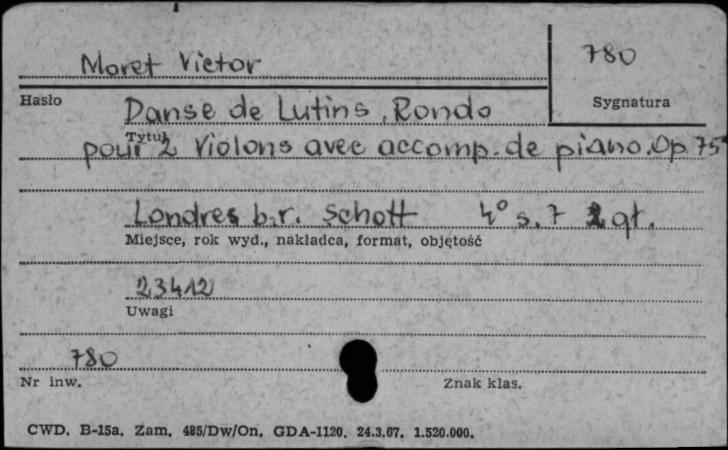 Moret Victor
780
Hasło
Sygnatura
Danse de Lutins, Rondo
Tytuł
pour 2 Violons avec accomp. de piano. Op. 75
Londres b.r. Schott 4° s. 7 2 gł.
Miejsce, rok wyd., nakładca, format, objętość
23412
Uwagi
780
Nr inw.
Znak klas.
CWD. B-15a. Zam. 485/Dw/On. GDA-1120. 24.3.67. 1.520.000.